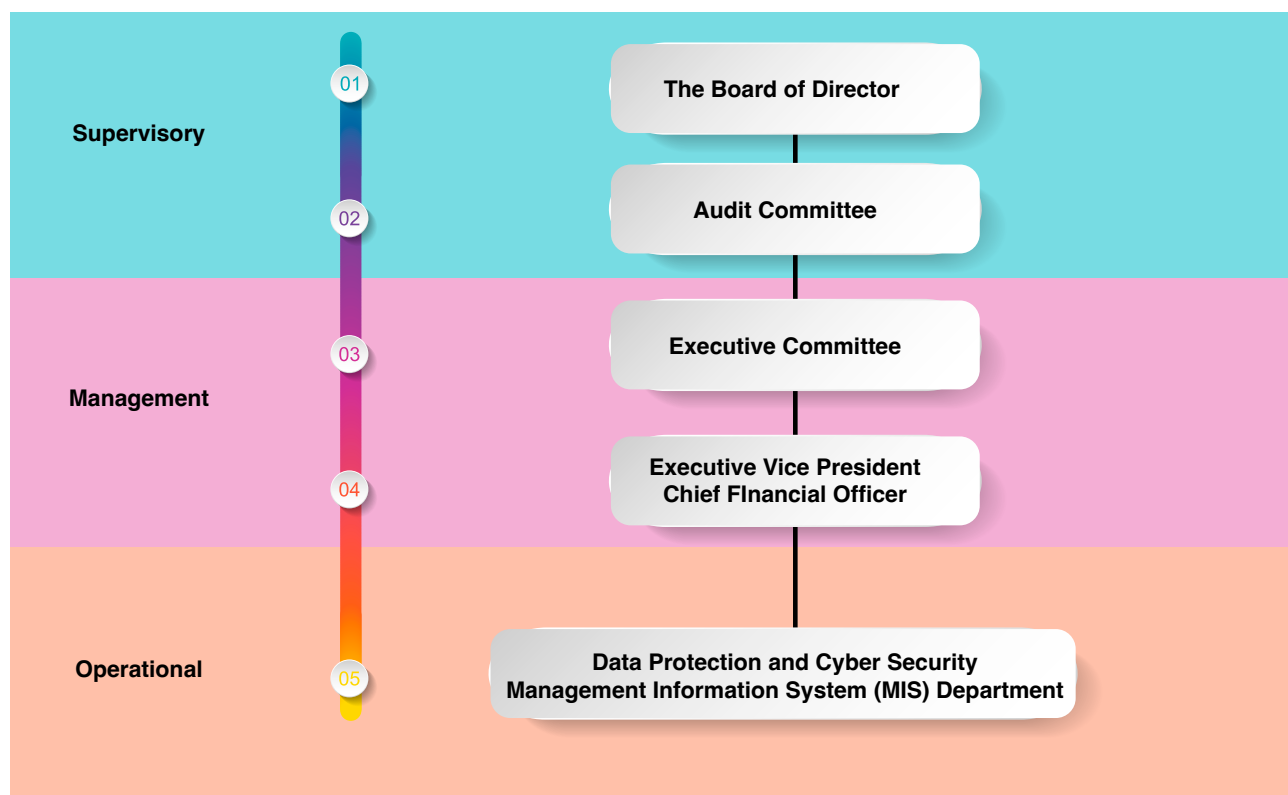 Supervisory
01
The Board of Director
02
Audit Committee
Management
03
Executive Committee
04
Executive Vice President
Chief FInancial Officer
Operational
05
Data Protection and Cyber Security
Management Information System (MIS) Department